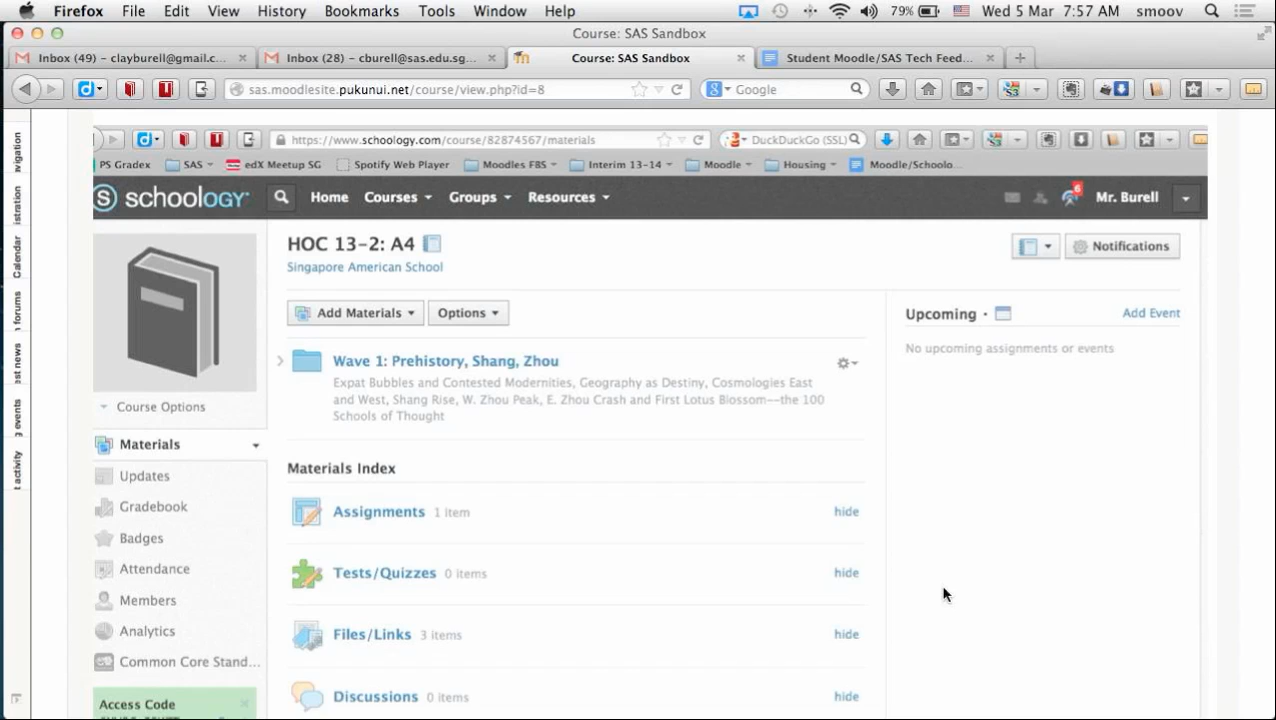 Firefox File Edit View History Bookmarks Tools Window Help 79% Wed 5 Mar 7:57 AM smoov
Course: SAS Sandbox
Inbox (49) – clayburell@gmail.c... Inbox (28) – cburell@sas.edu.sg... Course: SAS Sandbox Student Moodle/SAS Tech Feed...
sas.moodlesite.pukunui.net/course/view.php?id=8 Google
https://www.schoology.com/course/82874567/materials DuckDuckGo (SSL)
PS Gradex SAS edX Meetup SG Spotify Web Player Moodles FBS Interim 13-14 Moodle Housing Moodle/Schoolo...
schoology Home Courses Groups Resources 6 Mr. Burell
HOC 13-2: A4 Notifications
Singapore American School
Add Materials Options
Upcoming · Add Event
No upcoming assignments or events
Wave 1: Prehistory, Shang, Zhou
Expat Bubbles and Contested Modernities, Geography as Destiny, Cosmologies East
and West, Shang Rise, W. Zhou Peak, E. Zhou Crash and First Lotus Blossom––the 100
Schools of Thought
Course Options
Materials
Updates
Gradebook
Badges
Attendance
Members
Analytics
Common Core Stand...
Access Code
Materials Index
Assignments 1 item hide
Tests/Quizzes 0 items hide
Files/Links 3 items hide
Discussions 0 items hide
navigation
istration
Calendar
forums
est news
g events
t activity